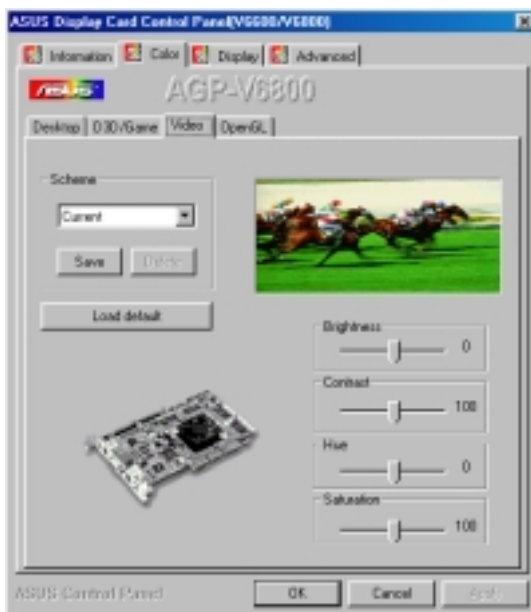 ASUS Display Card Control Panel(V6600/V6800)
Information Color Display Advanced
ASUS AGP-V6800
Desktop D3D/Game Video OpenGL
Scheme
Current
Save Delete
Load default
Brightness
0
Contrast
100
Hue
0
Saturation
100
ASUS Control Panel OK Cancel Apply